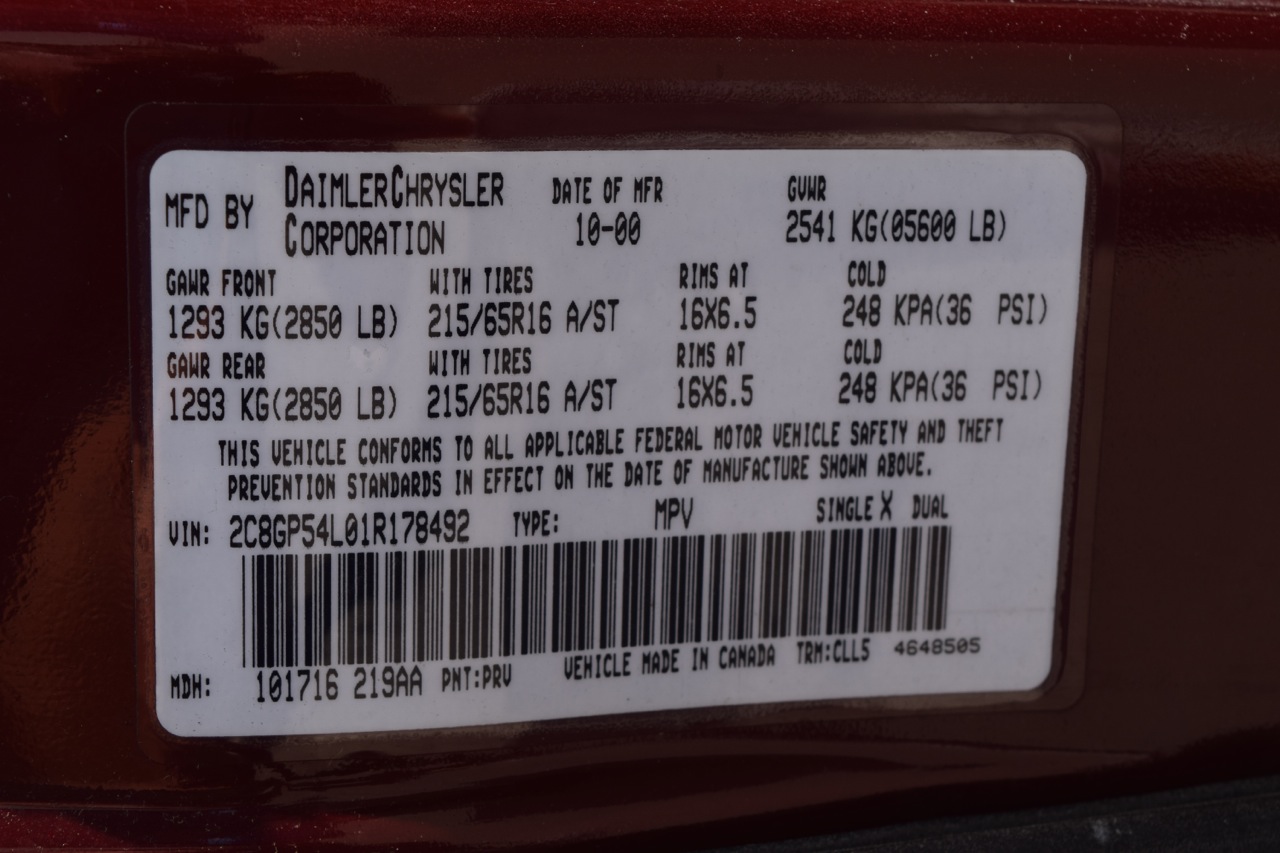 MFD BY DAIMLERCHRYSLER CORPORATION DATE OF MFR 10-00 GVWR 2541 KG(05600 LB)
GAWR FRONT WITH TIRES RIMS AT COLD
1293 KG(2850 LB) 215/65R16 A/ST 16X6.5 248 KPA(36 PSI)
GAWR REAR WITH TIRES RIMS AT COLD
1293 KG(2850 LB) 215/65R16 A/ST 16X6.5 248 KPA(36 PSI)
THIS VEHICLE CONFORMS TO ALL APPLICABLE FEDERAL MOTOR VEHICLE SAFETY AND THEFT
PREVENTION STANDARDS IN EFFECT ON THE DATE OF MANUFACTURE SHOWN ABOVE.
VIN: 2C8GP54L01R178492 TYPE: MPV SINGLE X DUAL
MDH: 101716 219AA PNT:PRV VEHICLE MADE IN CANADA TRM:CLL5 4648505